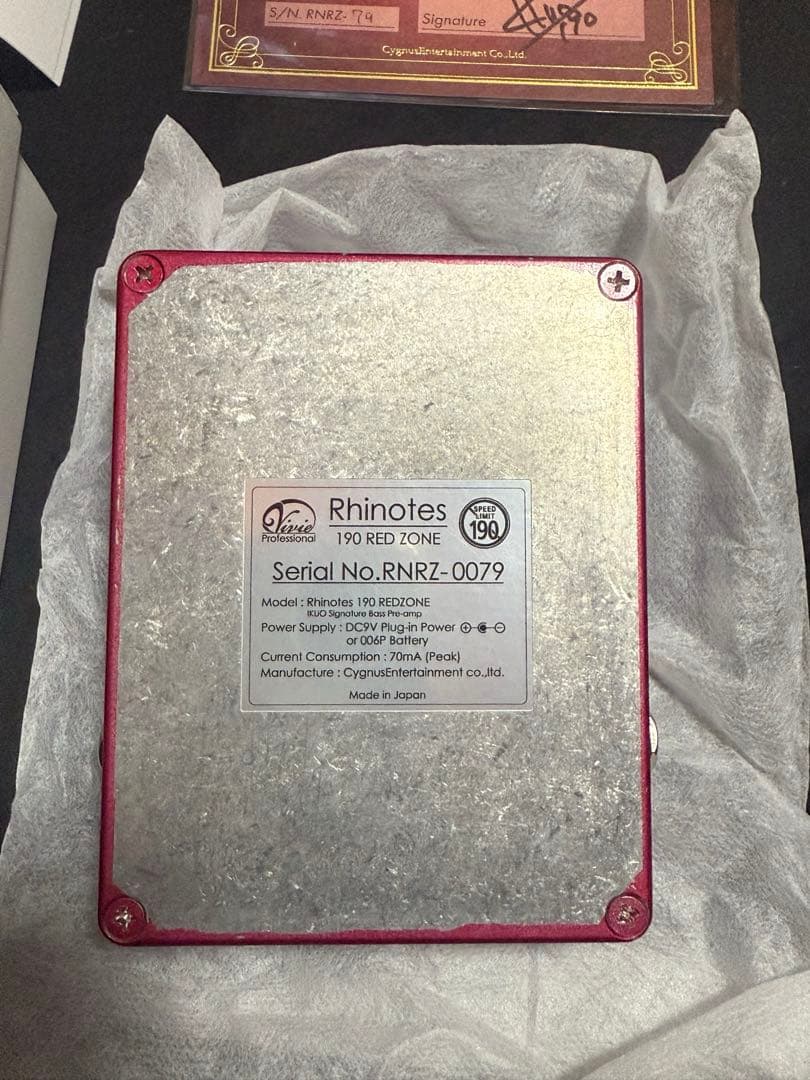 S/N. RNRZ-79
Signature
CygnusEntertainment Co.,Ltd.
Vivie
Professional
Rhinotes
190 RED ZONE
SPEED
LIMIT
190
Serial No.RNRZ-0079
Model : Rhinotes 190 REDZONE
IKUO Signature Bass Pre-amp
Power Supply : DC9V Plug-in Power
or 006P Battery
Current Consumption : 70mA (Peak)
Manufacture : CygnusEntertainment co.,ltd.
Made in Japan